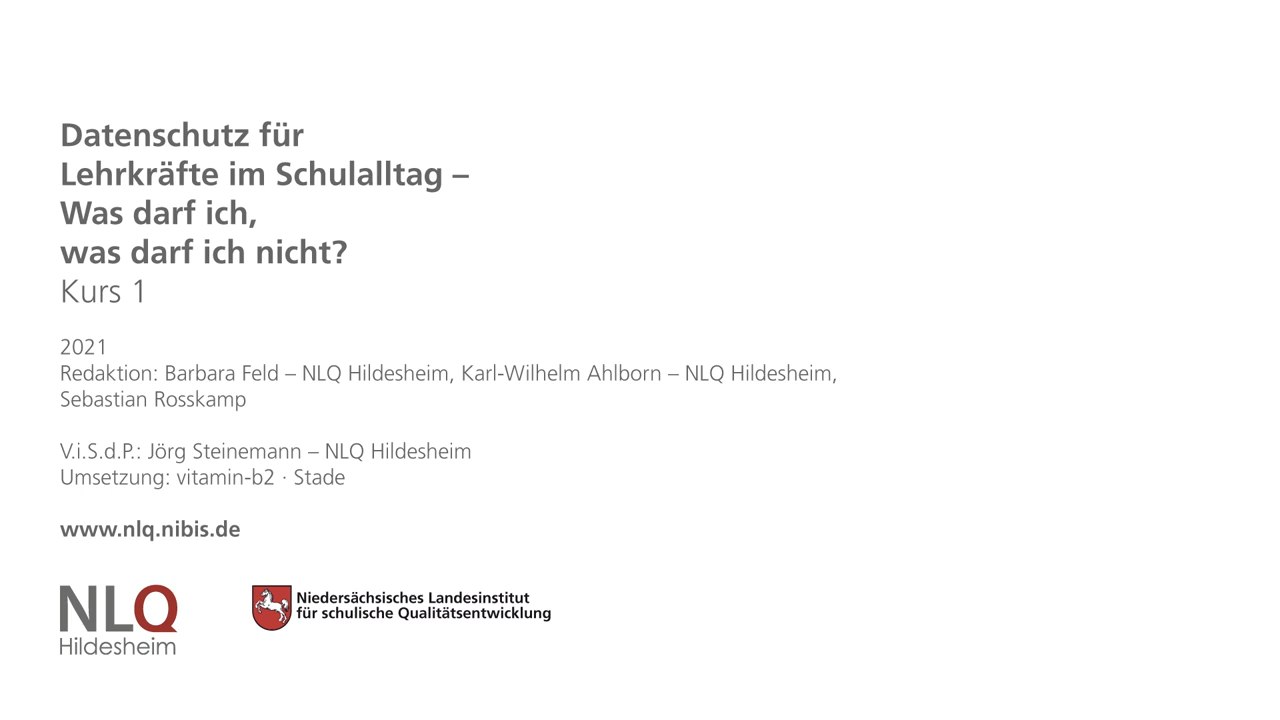 Datenschutz für
Lehrkräfte im Schulalltag –
Was darf ich,
was darf ich nicht?
Kurs 1
2021
Redaktion: Barbara Feld – NLQ Hildesheim, Karl-Wilhelm Ahlborn – NLQ Hildesheim,
Sebastian Rosskamp
V.i.S.d.P.: Jörg Steinemann – NLQ Hildesheim
Umsetzung: vitamin-b2 · Stade
www.nlq.nibis.de
NLQ
Hildesheim
Niedersächsisches Landesinstitut
für schulische Qualitätsentwicklung